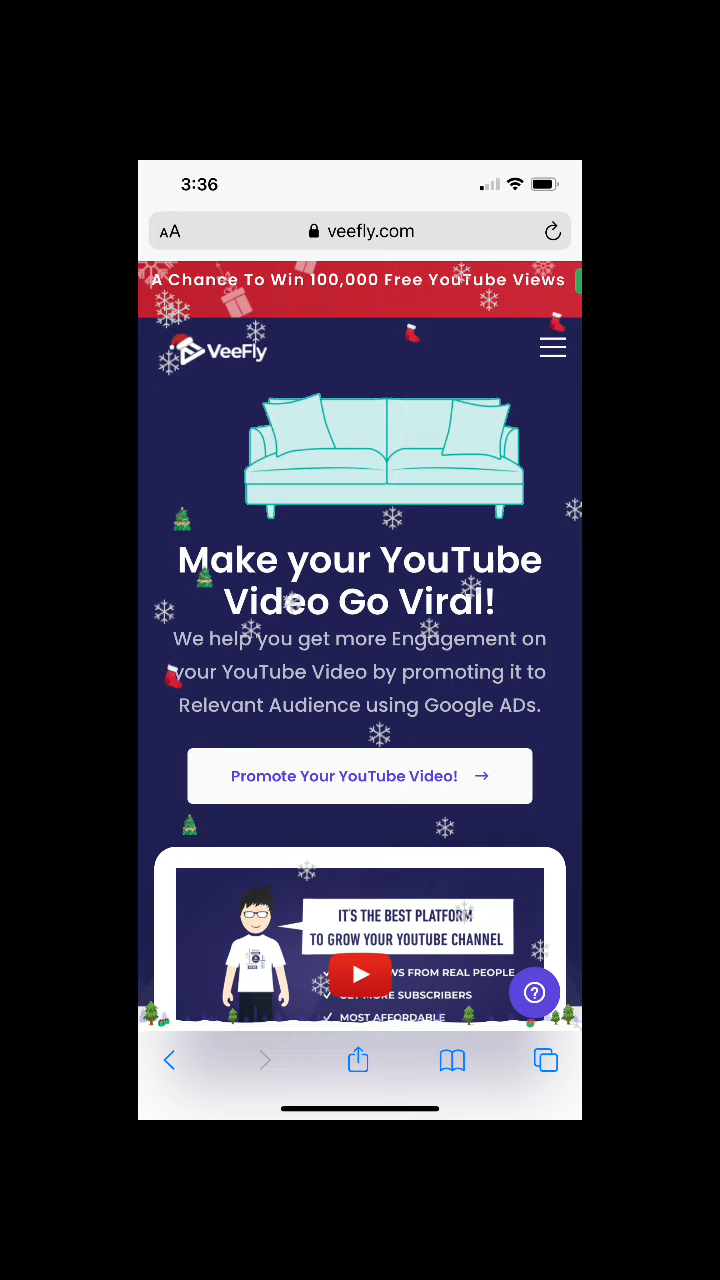 3:36
AA veefly.com
A Chance To Win 100,000 Free YouTube Views
VeeFly
Make your YouTube
Video Go Viral!
We help you get more Engagement on
your YouTube Video by promoting it to
Relevant Audience using Google ADs.
Promote Your YouTube Video! →
IT'S THE BEST PLATFORM
TO GROW YOUR YOUTUBE CHANNEL
FROM REAL PEOPLE
MORE SUBSCRIBERS
✓ MOST AFFORDABLE